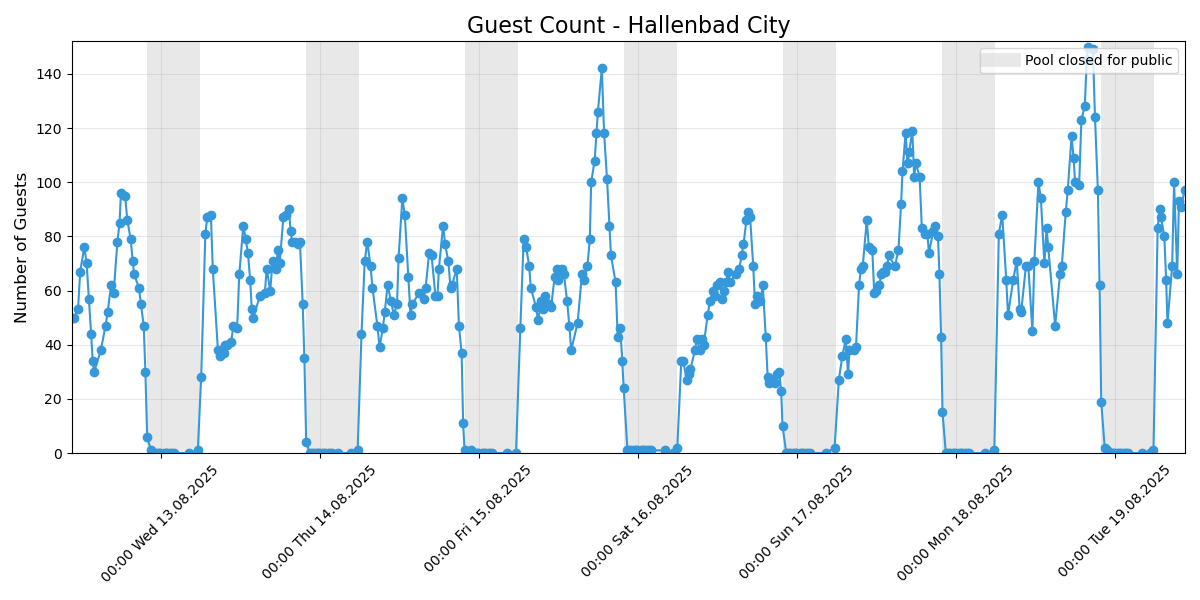 Guest Count - Hallenbad City
Pool closed for public
Number of Guests
140
120
100
80
60
40
20
0
00:00 Wed 13.08.2025
00:00 Thu 14.08.2025
00:00 Fri 15.08.2025
00:00 Sat 16.08.2025
00:00 Sun 17.08.2025
00:00 Mon 18.08.2025
00:00 Tue 19.08.2025